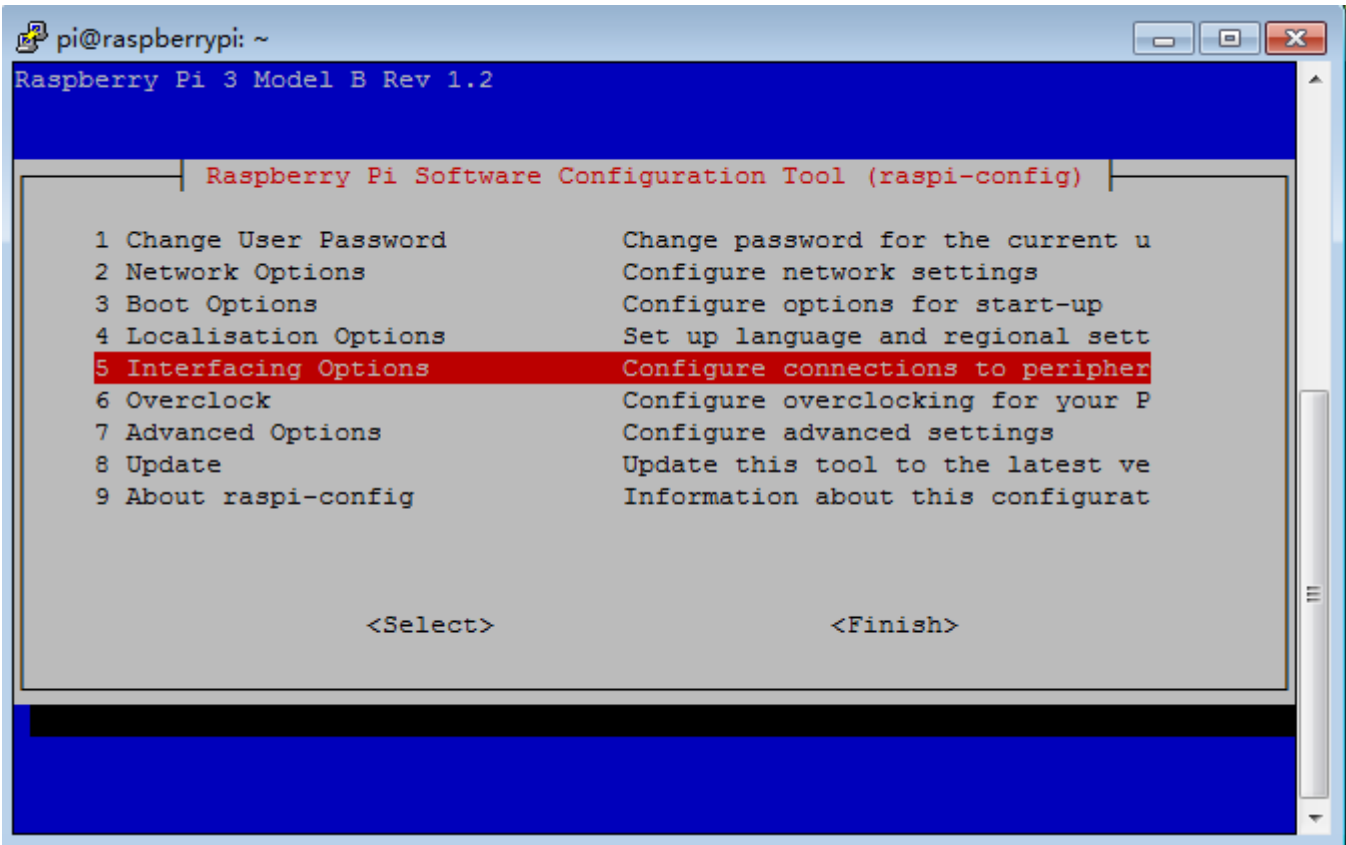 pi@raspberrypi: ~
Raspberry Pi 3 Model B Rev 1.2
Raspberry Pi Software Configuration Tool (raspi-config)
1 Change User Password Change password for the current u
2 Network Options Configure network settings
3 Boot Options Configure options for start-up
4 Localisation Options Set up language and regional sett
5 Interfacing Options Configure connections to peripher
6 Overclock Configure overclocking for your P
7 Advanced Options Configure advanced settings
8 Update Update this tool to the latest ve
9 About raspi-config Information about this configurat
<Select> <Finish>